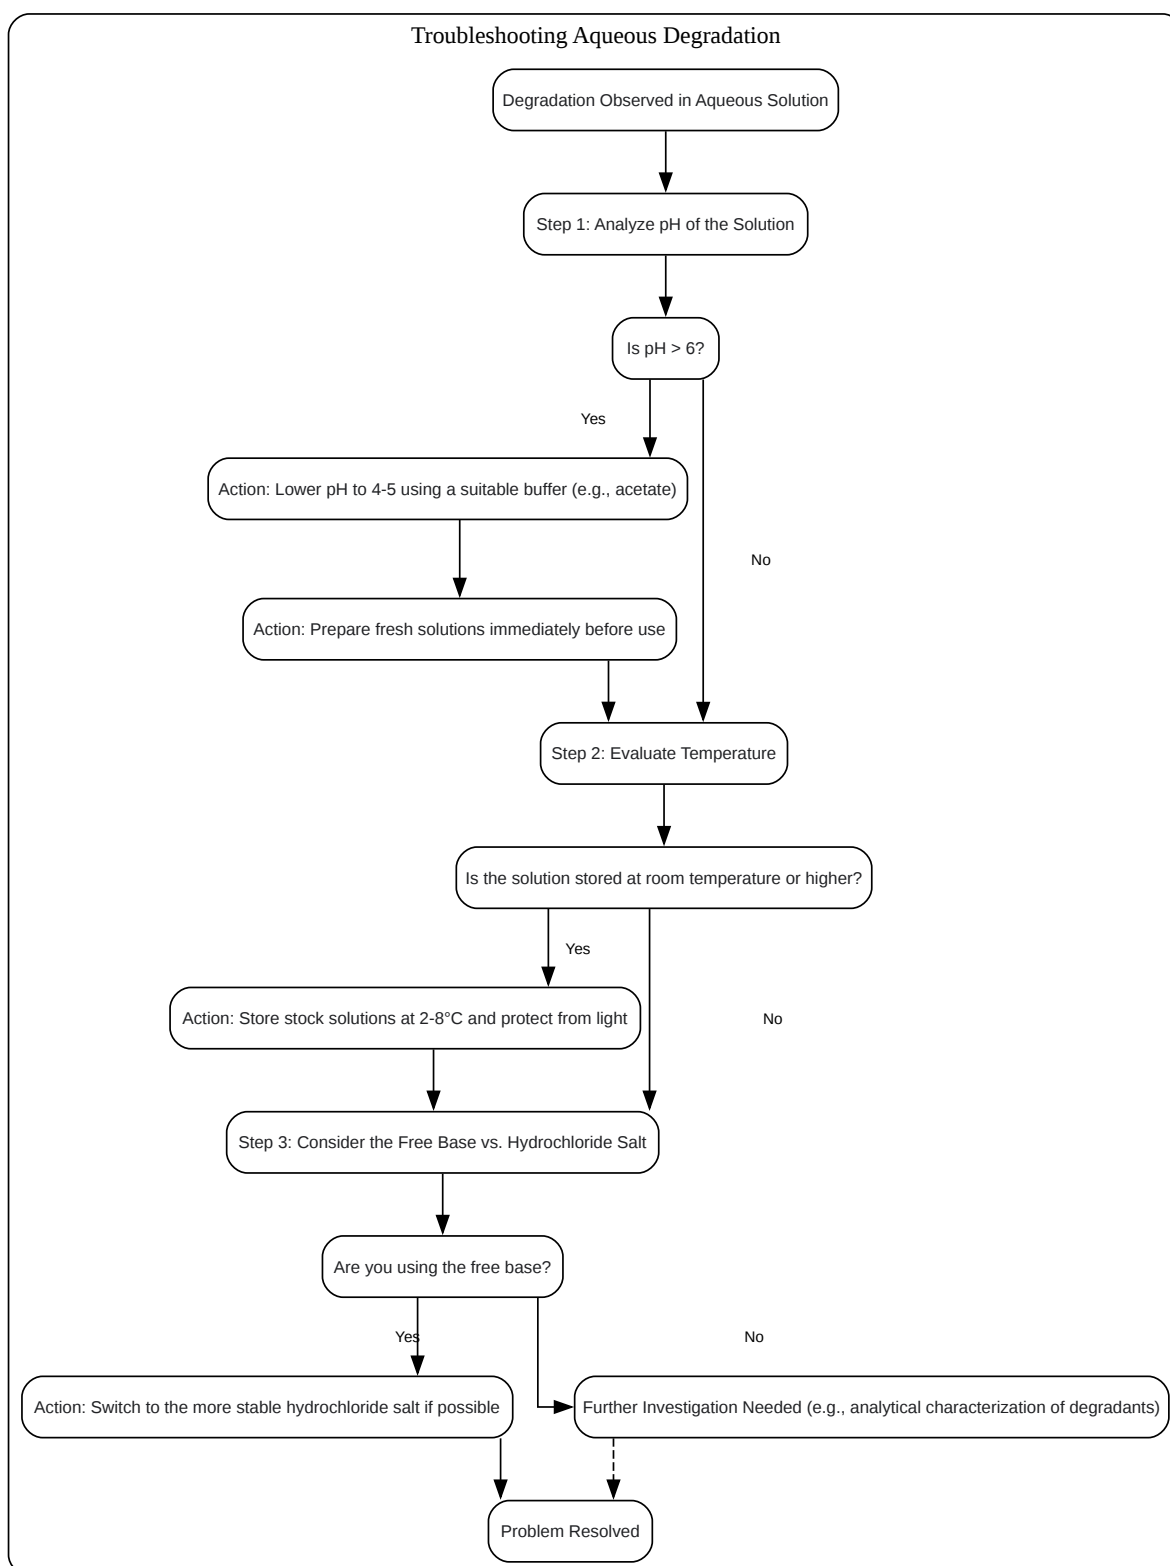 Troubleshooting Aqueous Degradation
Degradation Observed in Aqueous Solution
Step 1: Analyze pH of the Solution
Is pH > 6?
Yes
Action: Lower pH to 4-5 using a suitable buffer (e.g., acetate)
No
Action: Prepare fresh solutions immediately before use
Step 2: Evaluate Temperature
Is the solution stored at room temperature or higher?
Yes
Action: Store stock solutions at 2-8°C and protect from light
No
Step 3: Consider the Free Base vs. Hydrochloride Salt
Are you using the free base?
Yes
No
Action: Switch to the more stable hydrochloride salt if possible
Further Investigation Needed (e.g., analytical characterization of degradants)
Problem Resolved